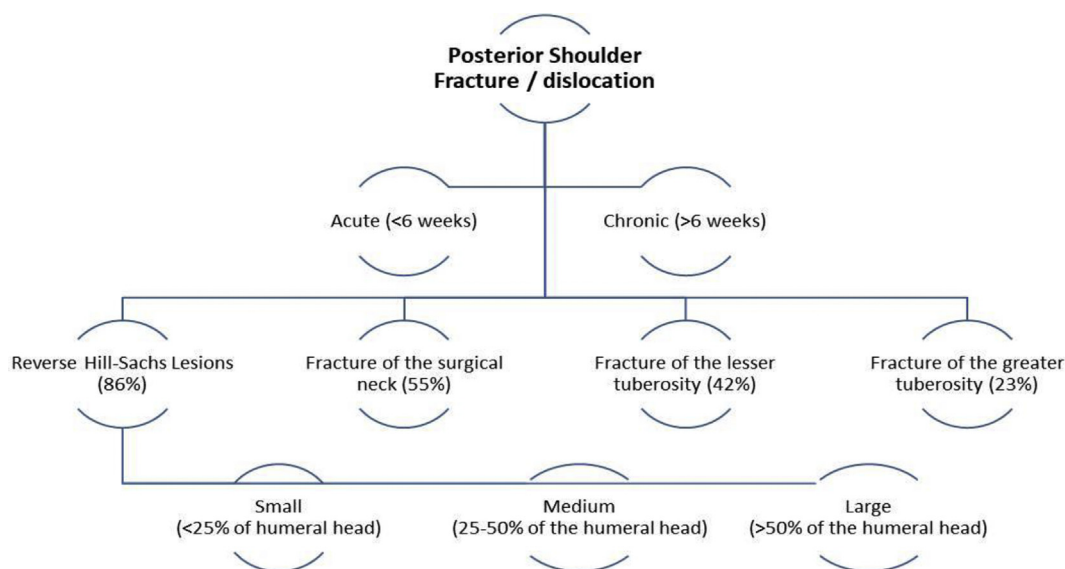 Posterior Shoulder
Fracture / dislocation
Acute (<6 weeks)
Chronic (>6 weeks)
Reverse Hill-Sachs Lesions
(86%)
Fracture of the surgical
neck (55%)
Fracture of the lesser
tuberosity (42%)
Fracture of the greater
tuberosity (23%)
Small
(<25% of humeral head)
Medium
(25-50% of the humeral head)
Large
(>50% of the humeral head)